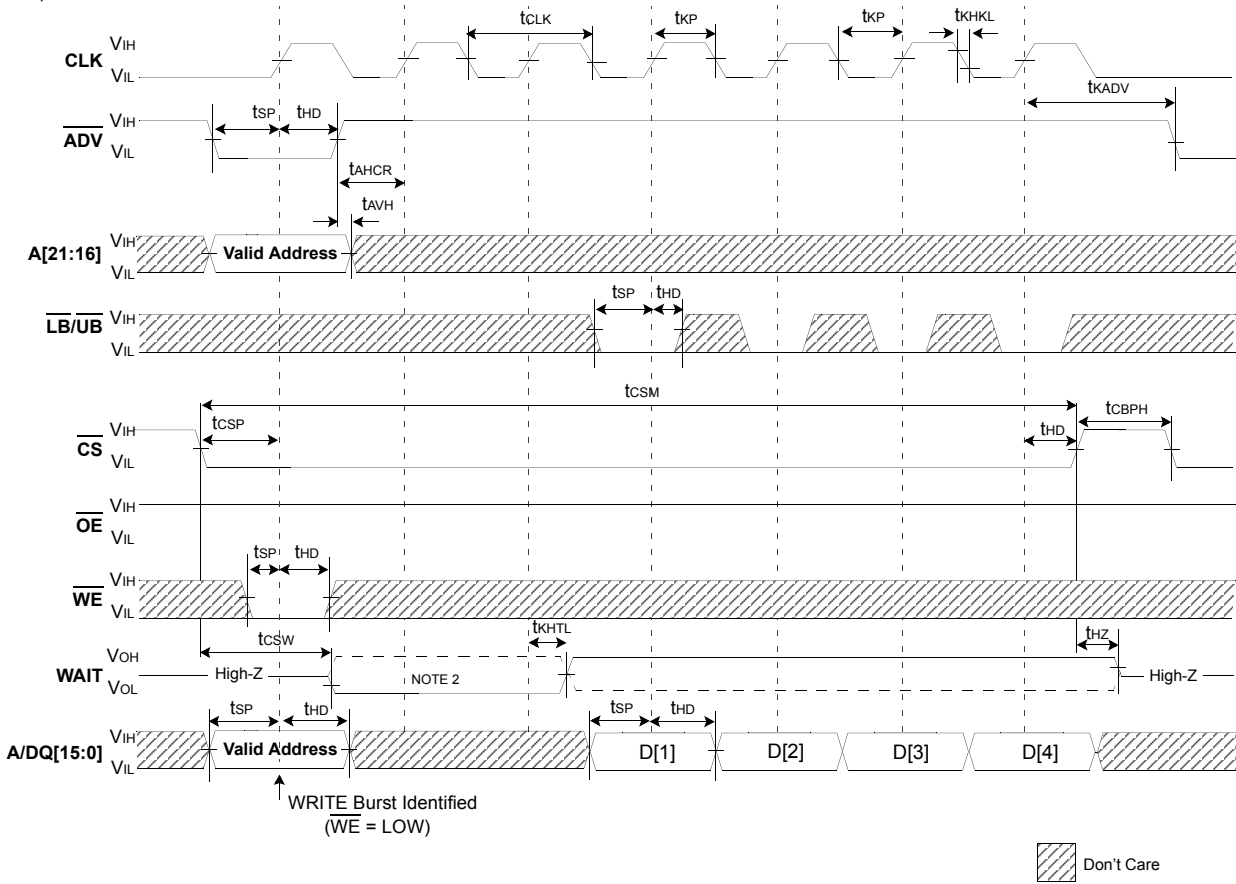 tCLK tKP tKP tKHKL
CLK VIH
VIL
tKADV
ADV VIH tSP tHD
VIL
tAHCR
tAVH
A[21:16] VIH Valid Address
VIL
LB/UB VIH tSP tHD
VIL
tCSM
CS VIH tCSP tHD tCBPH
VIL
OE VIH
VIL
WE VIH tSP tHD
VIL
tCSW tKHTL tHZ
WAIT VOH High-Z NOTE 2 High-Z
VOL
tSP tHD tSP tHD
A/DQ[15:0] VIH Valid Address D[1] D[2] D[3] D[4]
VIL
WRITE Burst Identified
(WE = LOW)
Don't Care